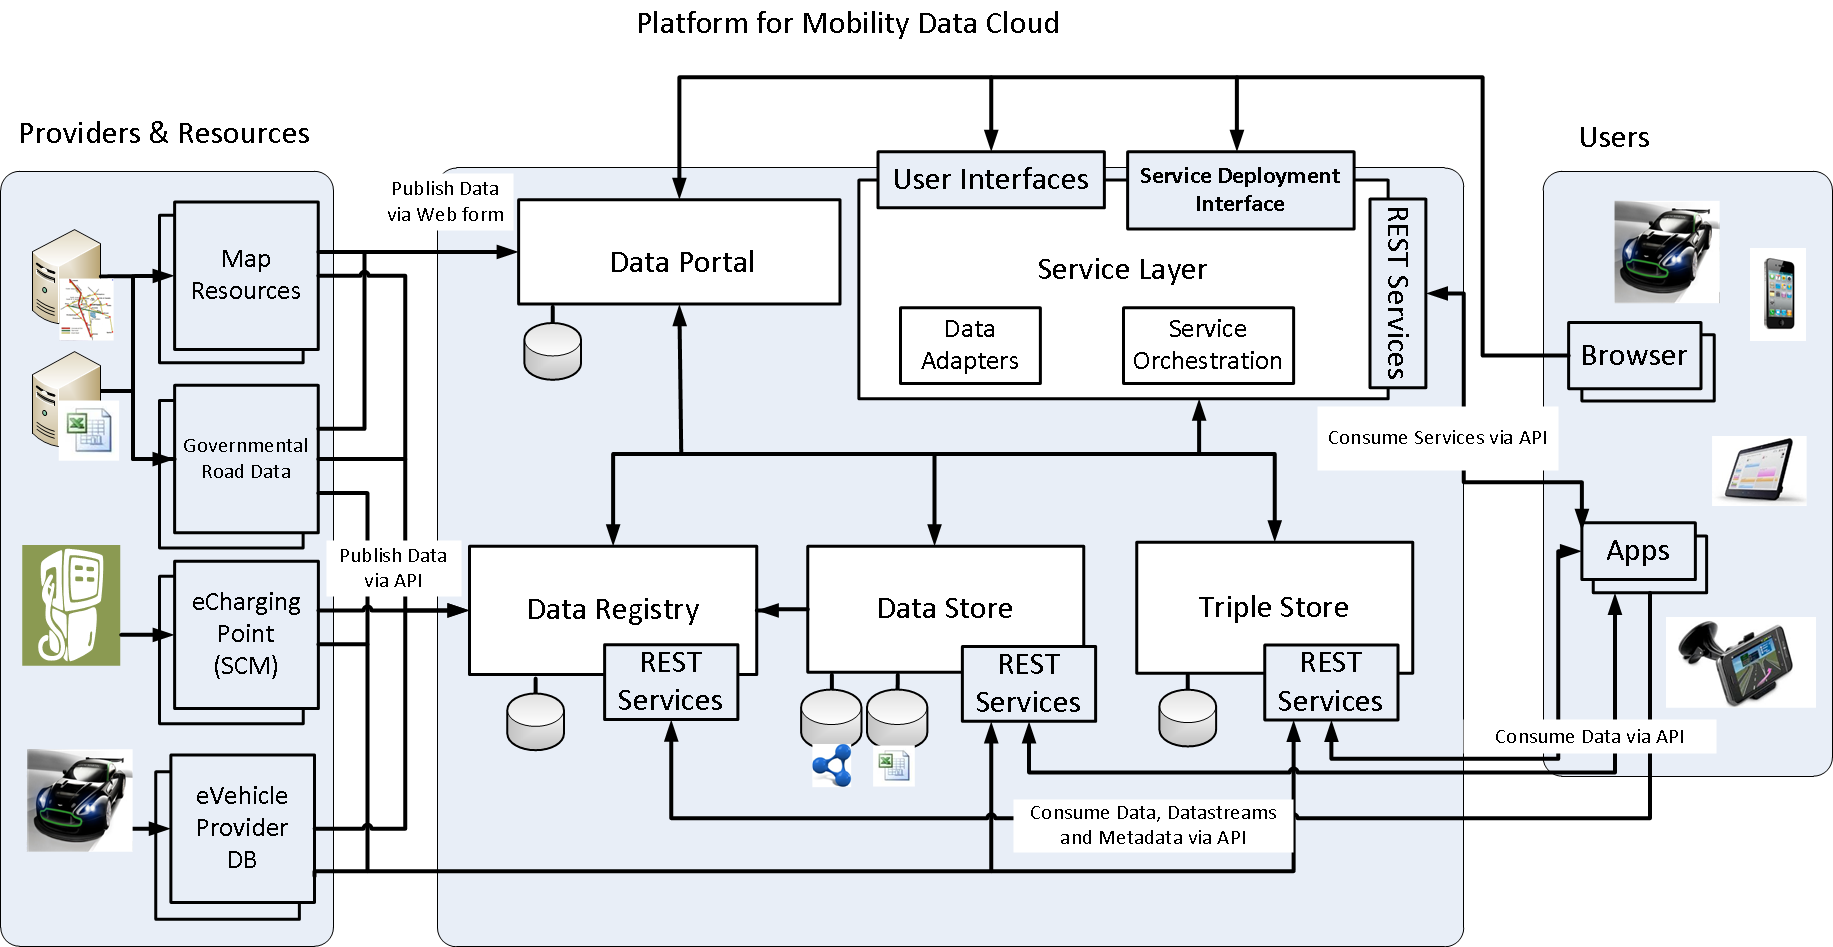 Platform for Mobility Data Cloud
Providers & Resources
Users
Map
Resources
Governmental
Road Data
eCharging
Point
(SCM)
eVehicle
Provider
DB
Publish Data
via Web form
Publish Data
via API
Data Portal
User Interfaces
Service Deployment
Interface
REST Services
Service Layer
Data
Adapters
Service
Orchestration
Data Registry
REST
Services
Data Store
REST
Services
Triple Store
REST
Services
Consume Services via API
Consume Data via API
Consume Data, Datastreams
and Metadata via API
Browser
Apps